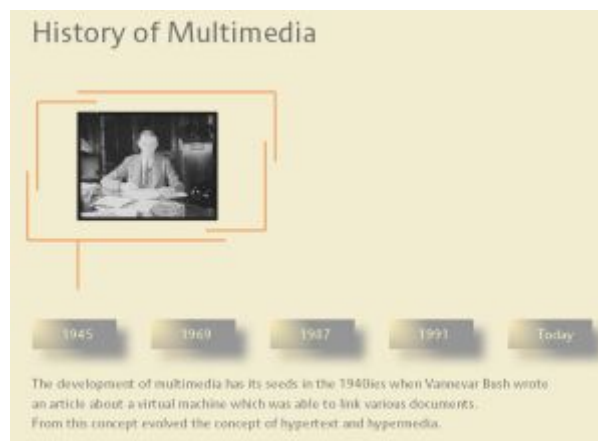 History of Multimedia
1945 1969 1987 1991 Today
The development of multimedia has its seeds in the 1940ies when Vannevar Bush wrote
an article about a virtual machine which was able to link various documents.
From this concept evolved the concept of hypertext and hypermedia.